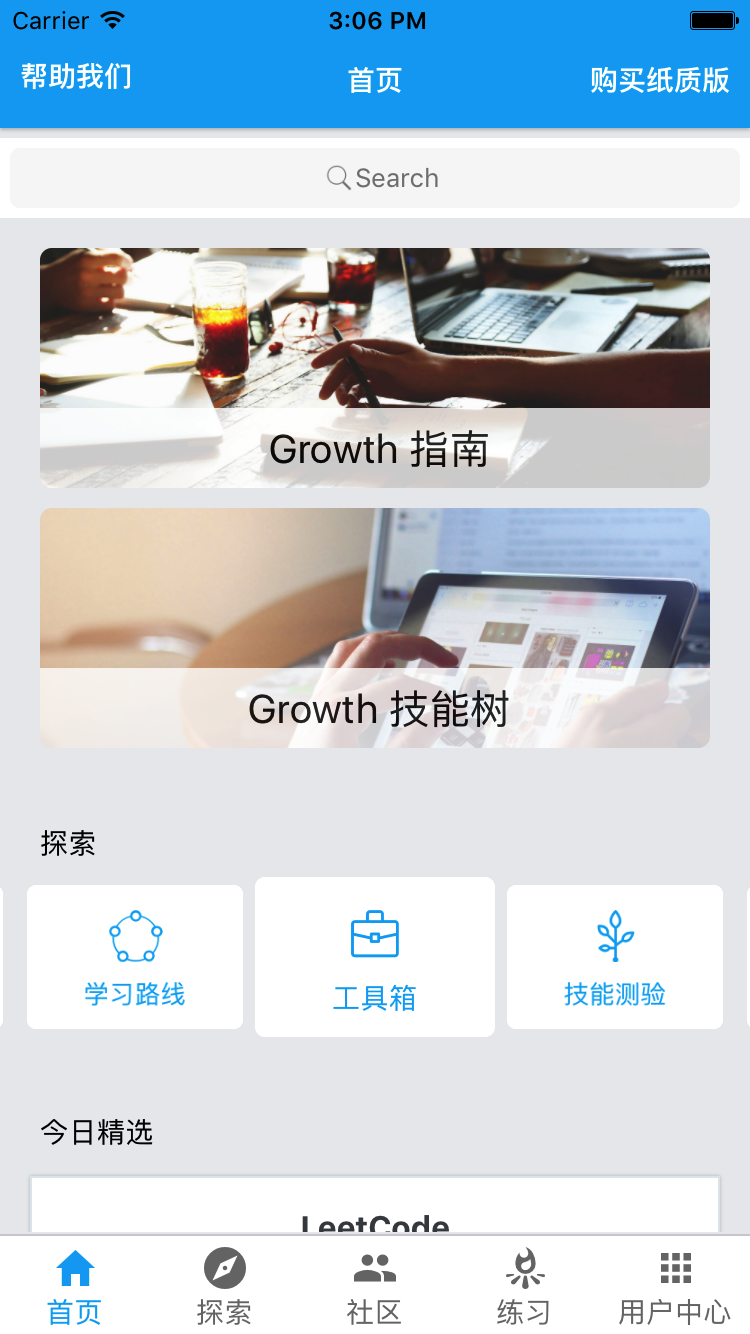 Carrier 3:06 PM
帮助我们 首页 购买纸质版
Search
Growth 指南
Growth 技能树
探索
学习路线 工具箱 技能测验
今日精选
LeetCode
首页 探索 社区 练习 用户中心